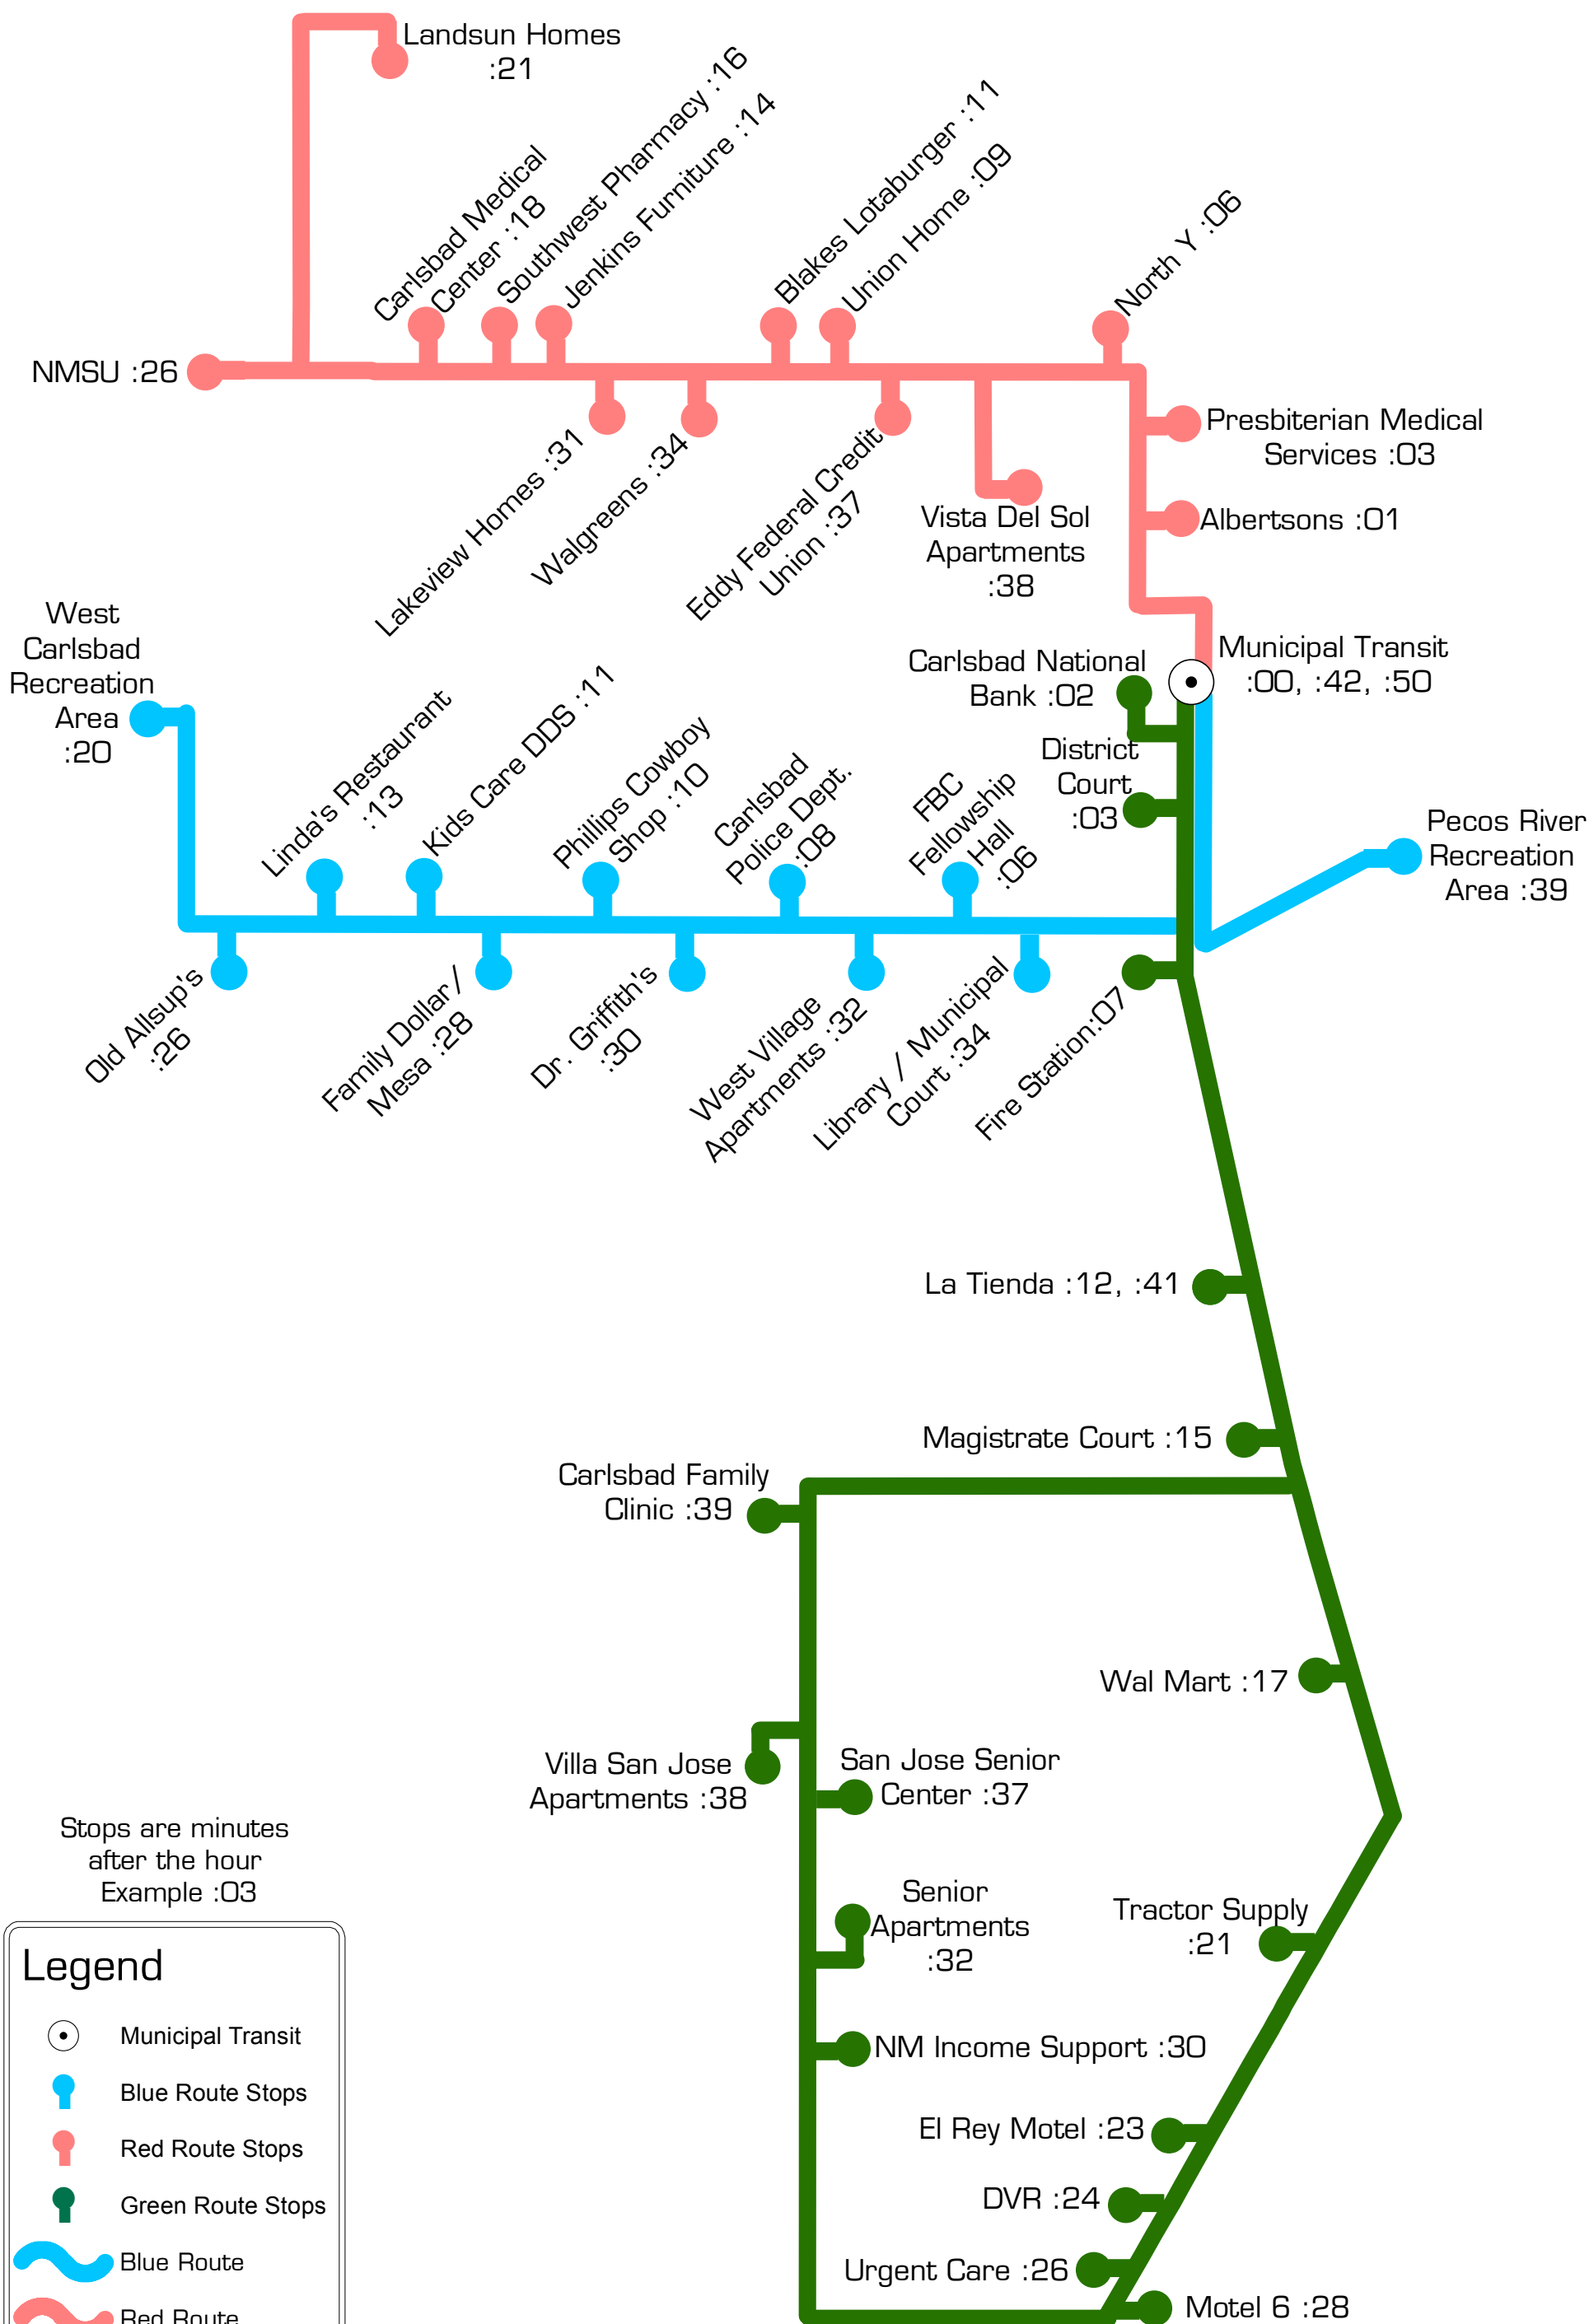 Landsun Homes
:21
Carlsbad Medical
Center :18
Southwest Pharmacy :16
Jenkins Furniture :14
Blakes Lotaburger :11
Union Home :09
North Y :06
NMSU :26
Presbiterian Medical
Services :03
Albertsons :01
Lakeview Homes :31
Walgreens :34
Eddy Federal Credit
Union :37
Vista Del Sol
Apartments
:38
West
Carlsbad
Recreation
Area
:20
Municipal Transit
:00, :42, :50
Carlsbad National
Bank :02
District
Court
:03
Linda's Restaurant
:13
Kids Care DDS :11
Phillips Cowboy
Shop :10
Carlsbad
Police Dept.
:08
FBC
Fellowship
Hall
:06
Pecos River
Recreation
Area :39
Old Allsup's
:26
Family Dollar /
Mesa :28
Dr. Griffith's
:30
West Village
Apartments :32
Library / Municipal
Court :34
Fire Station:07
La Tienda :12, :41
Magistrate Court :15
Carlsbad Family
Clinic :39
Wal Mart :17
Villa San Jose
Apartments :38
San Jose Senior
Center :37
Senior
Apartments
:32
Tractor Supply
:21
NM Income Support :30
El Rey Motel :23
DVR :24
Urgent Care :26
Motel 6 :28
Stops are minutes
after the hour
Example :03
Legend
Municipal Transit
Blue Route Stops
Red Route Stops
Green Route Stops
Blue Route
Red Route